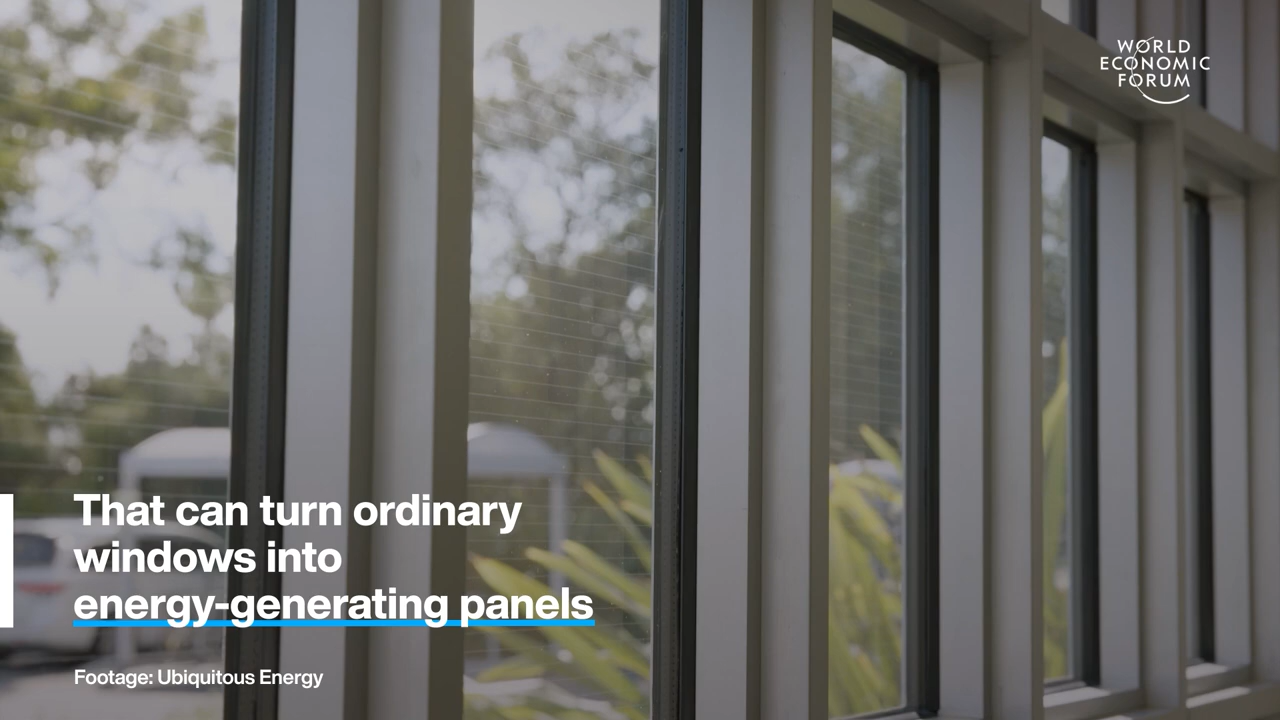 WORLD
ECONOMIC
FORUM
That can turn ordinary
windows into
energy-generating panels
Footage: Ubiquitous Energy